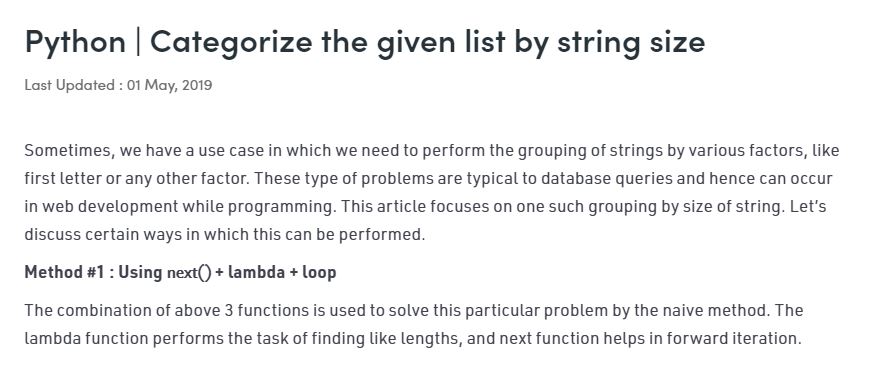 Python | Categorize the given list by string size
Last Updated : 01 May, 2019
Sometimes, we have a use case in which we need to perform the grouping of strings by various factors, like
first letter or any other factor. These type of problems are typical to database queries and hence can occur
in web development while programming. This article focuses on one such grouping by size of string. Let’s
discuss certain ways in which this can be performed.
Method #1 : Using next() + lambda + loop
The combination of above 3 functions is used to solve this particular problem by the naive method. The
lambda function performs the task of finding like lengths, and next function helps in forward iteration.